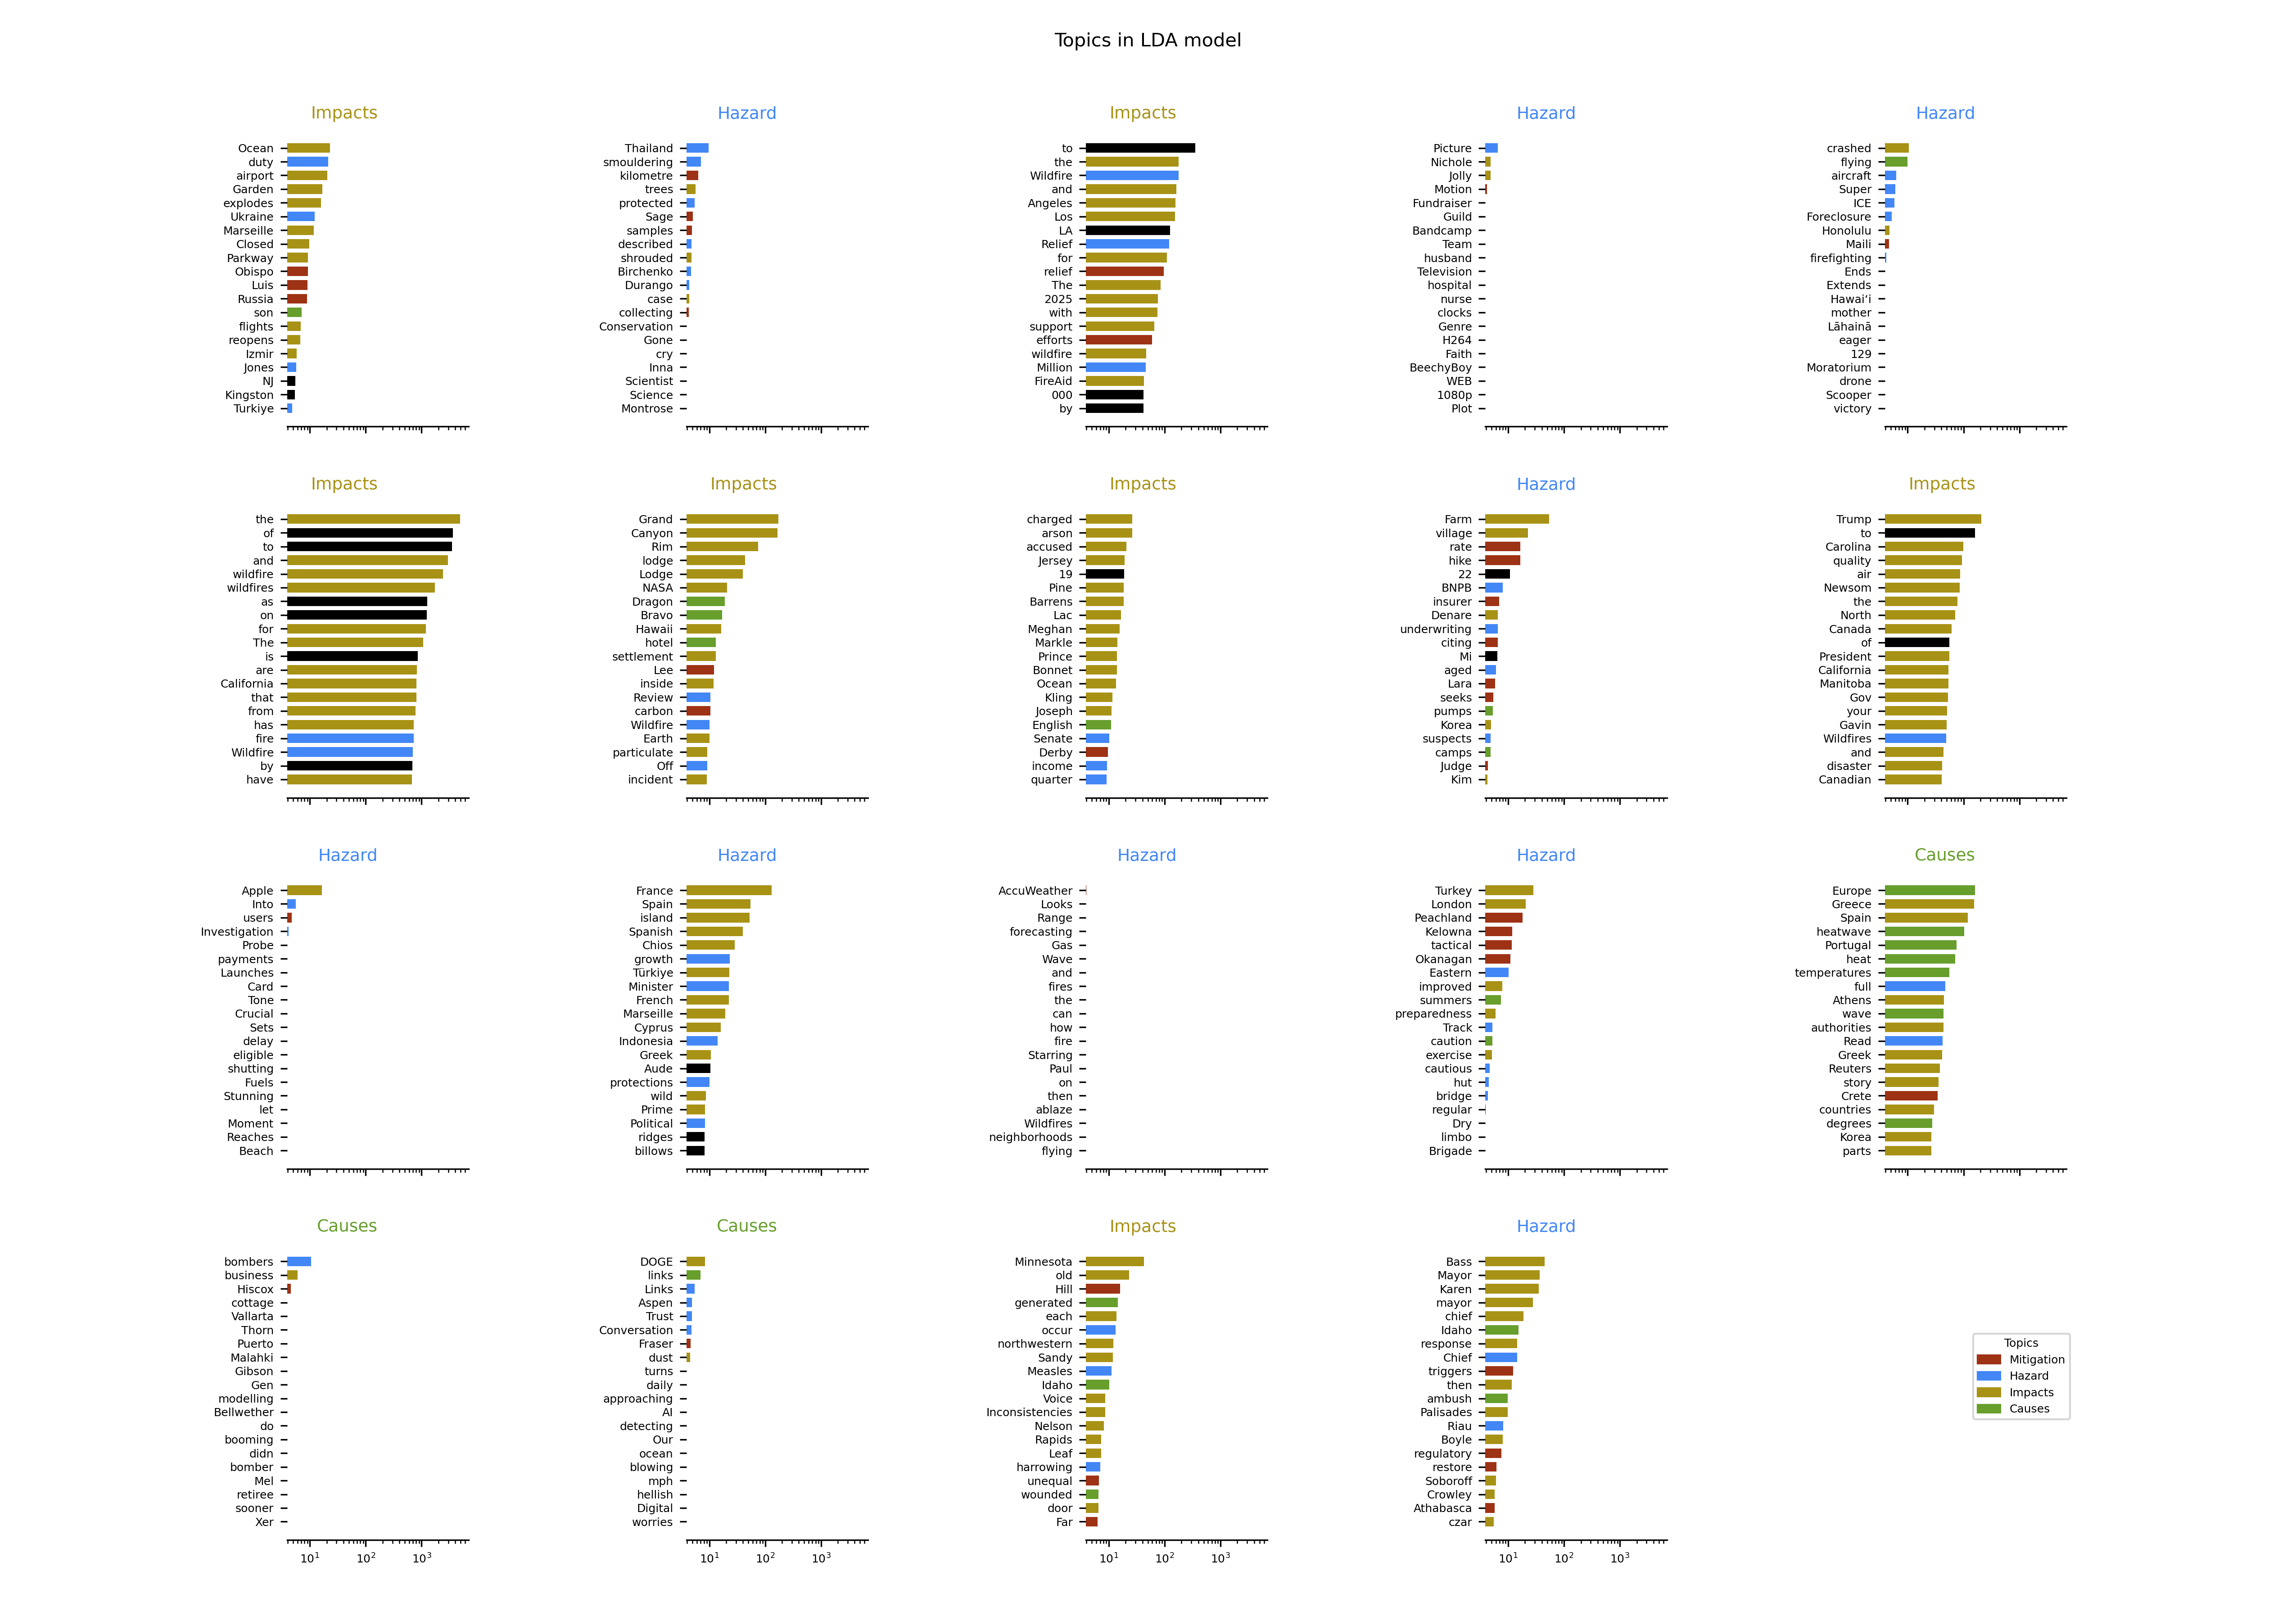 Topics in LDA model
Impacts
Ocean
duty
airport
Garden
explodes
Ukraine
Marseille
Closed
Parkway
Obispo
Luis
Russia
son
flights
reopens
Izmir
Jones
NJ
Kingston
Turkiye
Hazard
Thailand
smouldering
kilometre
trees
protected
Sage
samples
described
shrouded
Birchenko
Durango
case
collecting
Conservation
Gone
cry
Inna
Scientist
Science
Montrose
Impacts
to
the
Wildfire
and
Angeles
Los
LA
Relief
for
relief
The
2025
with
support
efforts
wildfire
Million
FireAid
000
by
Hazard
Picture
Nichole
Jolly
Motion
Fundraiser
Guild
Bandcamp
Team
husband
Television
hospital
nurse
clocks
Genre
H264
Faith
BeechyBoy
WEB
1080p
Plot
Hazard
crashed
flying
aircraft
Super
ICE
Foreclosure
Honolulu
Maili
firefighting
Ends
Extends
Hawaiʻi
mother
Lāhainā
eager
129
Moratorium
drone
Scooper
victory
Impacts
the
of
to
and
wildfire
wildfires
as
on
for
The
is
are
California
that
from
has
fire
Wildfire
by
have
Impacts
Grand
Canyon
Rim
lodge
Lodge
NASA
Dragon
Bravo
Hawaii
hotel
settlement
Lee
inside
Review
carbon
Wildfire
Earth
particulate
Off
incident
Impacts
charged
arson
accused
Jersey
19
Pine
Barrens
Lac
Meghan
Markle
Prince
Bonnet
Ocean
Kling
Joseph
English
Senate
Derby
income
quarter
Hazard
Farm
village
rate
hike
22
BNPB
insurer
Denare
underwriting
citing
Mi
aged
Lara
seeks
pumps
Korea
suspects
camps
Judge
Kim
Impacts
Trump
to
Carolina
quality
air
Newsom
the
North
Canada
of
President
California
Manitoba
Gov
your
Gavin
Wildfires
and
disaster
Canadian
Hazard
Apple
Into
users
Investigation
Probe
payments
Launches
Card
Tone
Crucial
Sets
delay
eligible
shutting
Fuels
Stunning
let
Moment
Reaches
Beach
Hazard
France
Spain
island
Spanish
Chios
growth
Türkiye
Minister
French
Marseille
Cyprus
Indonesia
Greek
Aude
protections
wild
Prime
Political
ridges
billows
Hazard
AccuWeather
Looks
Range
forecasting
Gas
Wave
and
fires
the
can
how
fire
Starring
Paul
on
then
ablaze
Wildfires
neighborhoods
flying
Hazard
Turkey
London
Peachland
Kelowna
tactical
Okanagan
Eastern
improved
summers
preparedness
Track
caution
exercise
cautious
hut
bridge
regular
Dry
limbo
Brigade
Causes
Europe
Greece
Spain
heatwave
Portugal
heat
temperatures
full
Athens
wave
authorities
Read
Greek
Reuters
story
Crete
countries
degrees
Korea
parts
Causes
bombers
business
Hiscox
cottage
Vallarta
Thorn
Puerto
Malahki
Gibson
Gen
modelling
Bellwether
do
booming
didn
bomber
Mel
retiree
sooner
Xer
10¹ 10² 10³
Causes
DOGE
links
Links
Aspen
Trust
Conversation
Fraser
dust
turns
daily
approaching
AI
detecting
Our
ocean
blowing
mph
hellish
Digital
worries
10¹ 10² 10³
Impacts
Minnesota
old
Hill
generated
each
occur
northwestern
Sandy
Measles
Idaho
Voice
Inconsistencies
Nelson
Rapids
Leaf
harrowing
unequal
wounded
door
Far
10¹ 10² 10³
Hazard
Bass
Mayor
Karen
mayor
chief
Idaho
response
Chief
triggers
then
ambush
Palisades
Riau
Boyle
regulatory
restore
Soboroff
Crowley
Athabasca
czar
10¹ 10² 10³
Topics
Mitigation
Hazard
Impacts
Causes